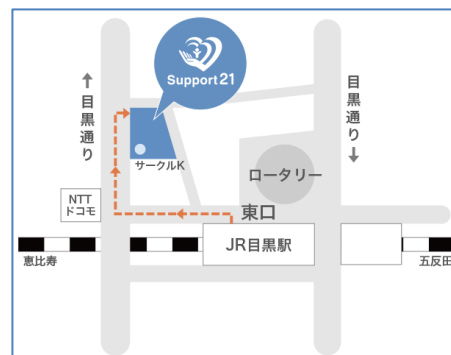 Support21
↑
目黒通り
目黒通り
↓
サークルK
NTT
ドコモ
ロータリー
東口
JR目黒駅
恵比寿
五反田